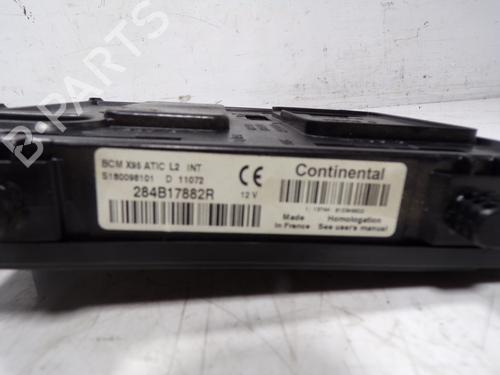 B-PARTS
BCM X95 ATIC L2 INT
S180098101 D 11072
284B17882R
12 V
CE
Continental
Made
In France
Homologation
See user's manual